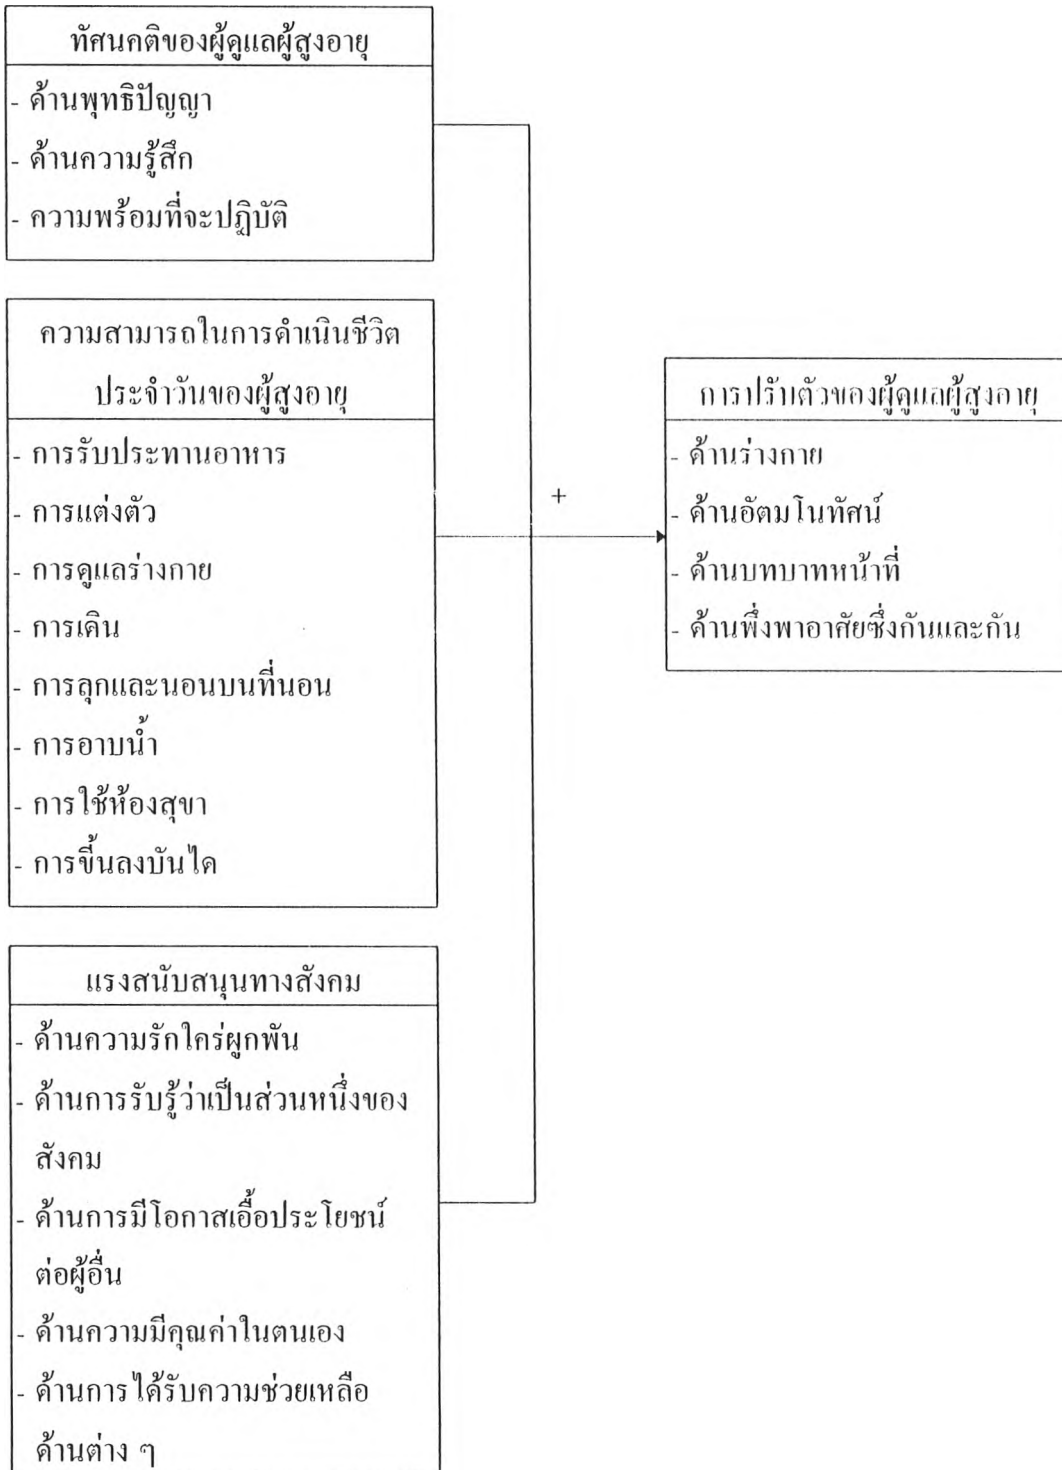 ทัศนคติของผู้ดูแลผู้สูงอายุ
- ด้านพุทธิปัญญา
- ด้านความรู้สึก
- ความพร้อมที่จะปฏิบัติ
ความสามารถในการดำเนินชีวิต
ประจำวันของผู้สูงอายุ
- การรับประทานอาหาร
- การแต่งตัว
- การดูแลร่างกาย
- การเดิน
- การลุกและนอนบนที่นอน
- การอาบน้ำ
- การใช้ห้องสุขา
- การขึ้นลงบันได
แรงสนับสนุนทางสังคม
- ด้านความรักใคร่ผูกพัน
- ด้านการรับรู้ว่าเป็นส่วนหนึ่งของ
สังคม
- ด้านการมีโอกาสเอื้อประโยชน์
ต่อผู้อื่น
- ด้านความมีคุณค่าในตนเอง
- ด้านการได้รับความช่วยเหลือ
ด้านต่าง ๆ
+
การปรับตัวของผู้ดูแลผู้สูงอายุ
- ด้านร่างกาย
- ด้านอัตมโนทัศน์
- ด้านบทบาทหน้าที่
- ด้านพึ่งพาอาศัยซึ่งกันและกัน